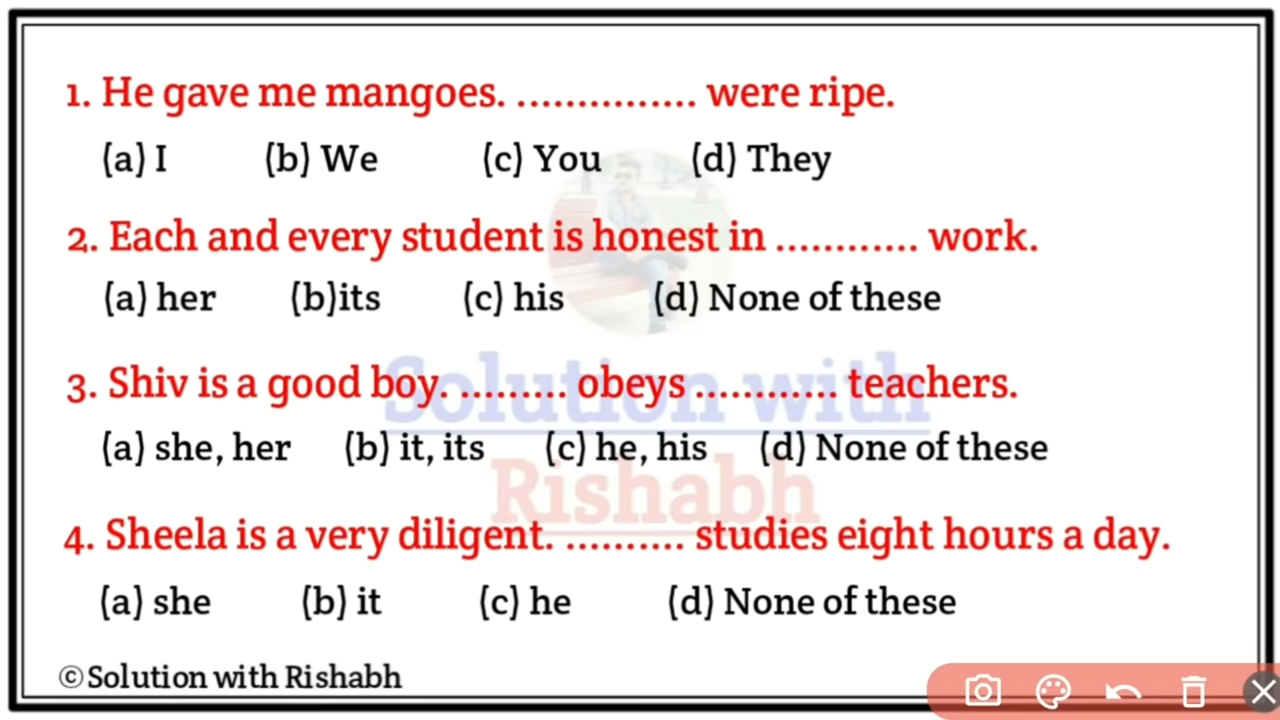 1. He gave me mangoes. ............... were ripe.
(a) I (b) We (c) You (d) They
2. Each and every student is honest in ............ work.
(a) her (b)its (c) his (d) None of these
3. Shiv is a good boy. ......... obeys ............ teachers.
(a) she, her (b) it, its (c) he, his (d) None of these
4. Sheela is a very diligent. .......... studies eight hours a day.
(a) she (b) it (c) he (d) None of these
Solution with
Rishabh
©Solution with Rishabh